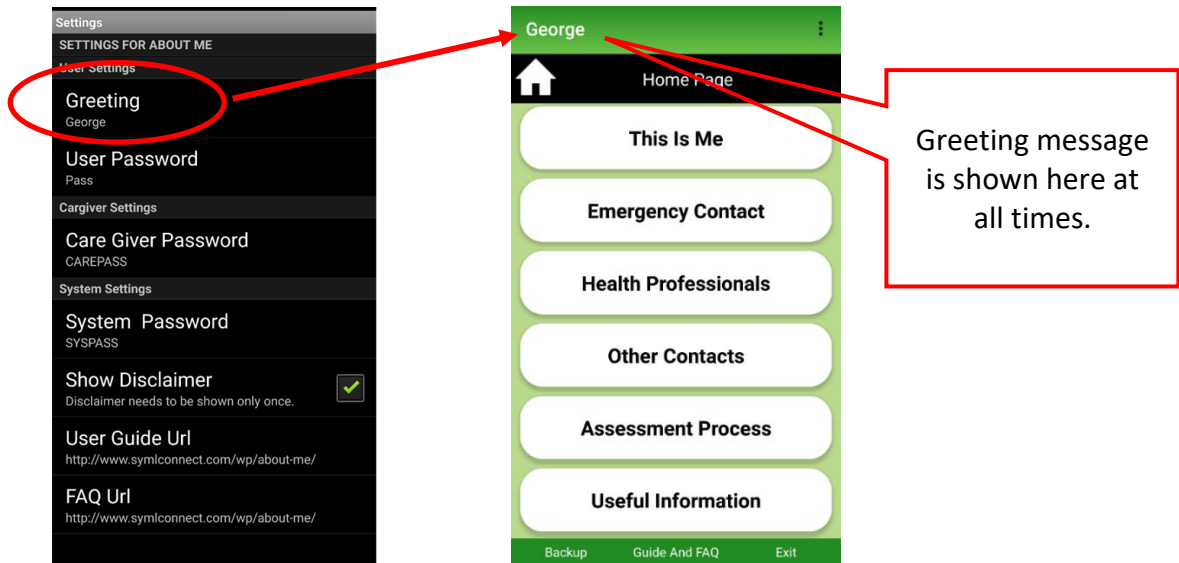 Settings
SETTINGS FOR ABOUT ME
User Settings
Greeting
George
User Password
Pass
Cargiver Settings
Care Giver Password
CAREPASS
System Settings
System Password
SYSPASS
Show Disclaimer
Disclaimer needs to be shown only once.
User Guide Url
http://www.symlconnect.com/wp/about-me/
FAQ Url
http://www.symlconnect.com/wp/about-me/
George
Home Page
This Is Me
Emergency Contact
Health Professionals
Other Contacts
Assessment Process
Useful Information
Backup Guide And FAQ Exit
Greeting message
is shown here at
all times.